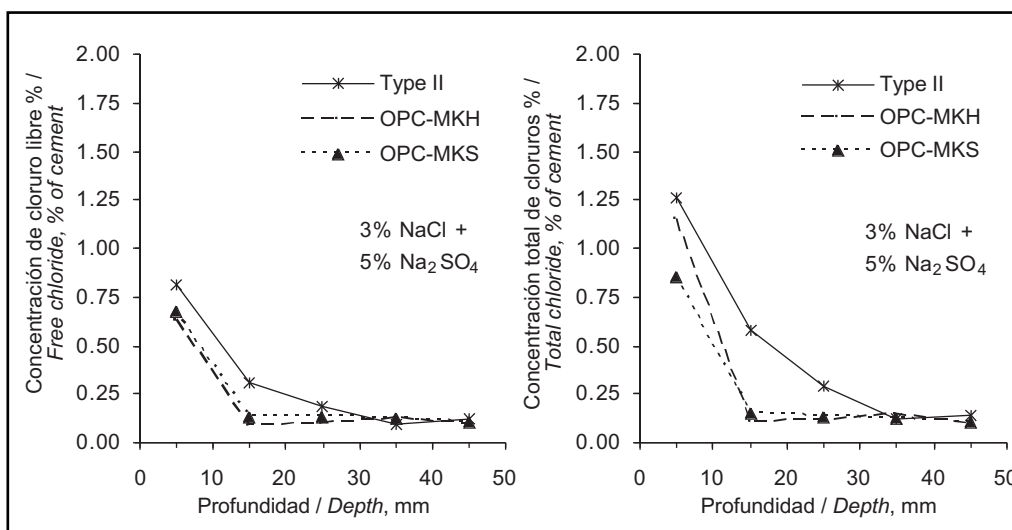 Concentración de cloruro libre % /
Free chloride, % of cement
2.00
1.75
1.50
1.25
1.00
0.75
0.50
0.25
0.00
Type II
OPC-MKH
OPC-MKS
3% NaCl +
5% Na₂SO₄
0 10 20 30 40 50
Profundidad / Depth, mm
Concentración total de cloruros % /
Total chloride, % of cement
2.00
1.75
1.50
1.25
1.00
0.75
0.50
0.25
0.00
Type II
OPC-MKH
OPC-MKS
3% NaCl +
5% Na₂SO₄
0 10 20 30 40 50
Profundidad / Depth, mm